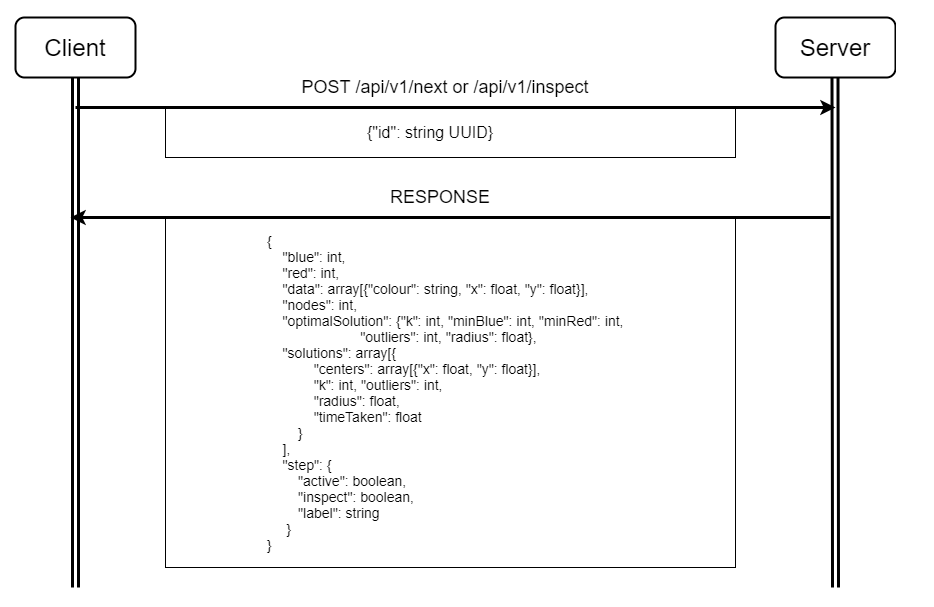 Client
Server
POST /api/v1/next or /api/v1/inspect
{"id": string UUID}
RESPONSE
{
"blue": int,
"red": int,
"data": array[{"colour": string, "x": float, "y": float}],
"nodes": int,
"optimalSolution": {"k": int, "minBlue": int, "minRed": int,
"outliers": int, "radius": float},
"solutions": array[{
"centers": array[{"x": float, "y": float}],
"k": int, "outliers": int,
"radius": float,
"timeTaken": float
}
],
"step": {
"active": boolean,
"inspect": boolean,
"label": string
}
}